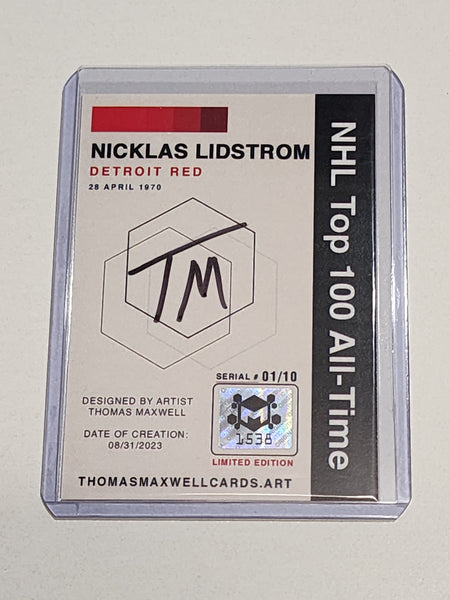 NICKLAS LIDSTROM
DETROIT RED
28 APRIL 1970
TM
SERIAL # 01/10
1538
LIMITED EDITION
DESIGNED BY ARTIST
THOMAS MAXWELL
DATE OF CREATION:
08/31/2023
THOMASMAXWELLCARDS.ART
NHL Top 100 All-Time